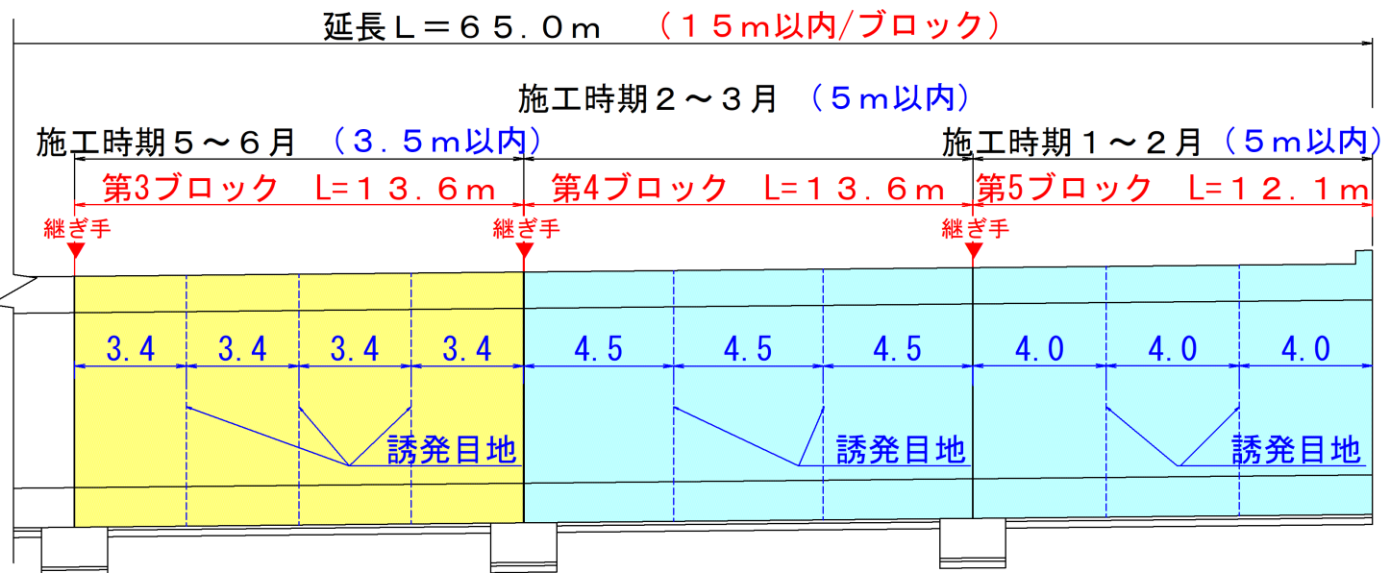 延長L=65.0m (15m以内/ブロック)
施工時期2~3月 (5m以内)
施工時期5~6月 (3.5m以内)
施工時期1~2月 (5m以内)
第3ブロック L=13.6m
第4ブロック L=13.6m
第5ブロック L=12.1m
継ぎ手
継ぎ手
継ぎ手
3.4 3.4 3.4 3.4 4.5 4.5 4.5 4.0 4.0 4.0
誘発目地
誘発目地
誘発目地